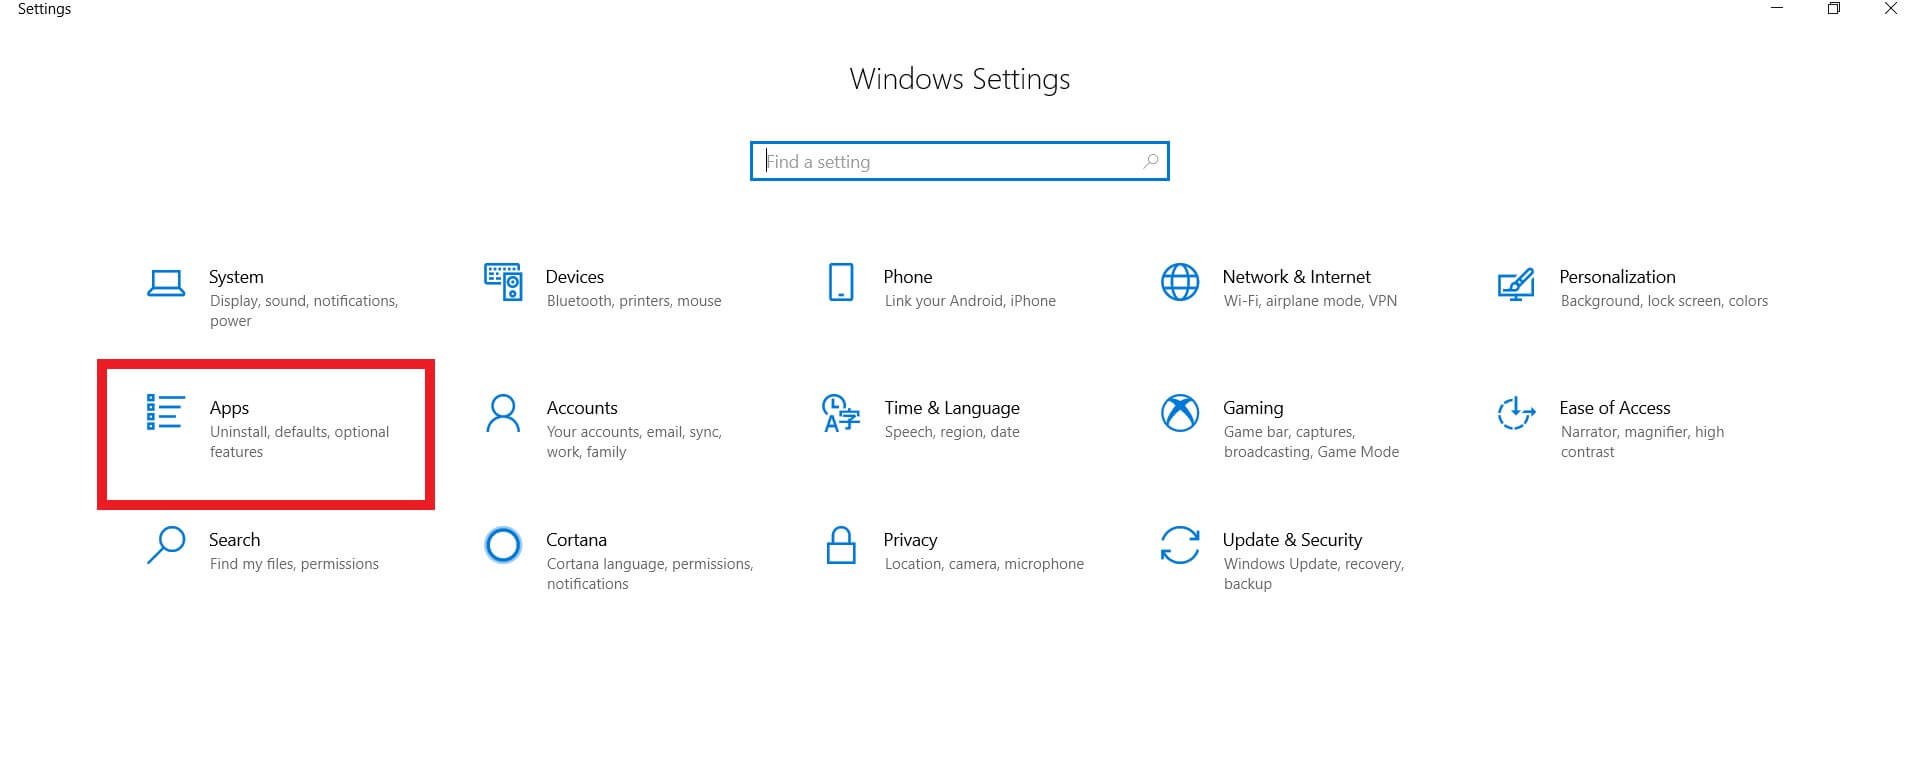 Settings
Windows Settings
Find a setting
System
Display, sound, notifications,
power
Devices
Bluetooth, printers, mouse
Phone
Link your Android, iPhone
Network & Internet
Wi-Fi, airplane mode, VPN
Personalization
Background, lock screen, colors
Apps
Uninstall, defaults, optional
features
Accounts
Your accounts, email, sync,
work, family
Time & Language
Speech, region, date
Gaming
Game bar, captures,
broadcasting, Game Mode
Ease of Access
Narrator, magnifier, high
contrast
Search
Find my files, permissions
Cortana
Cortana language, permissions,
notifications
Privacy
Location, camera, microphone
Update & Security
Windows Update, recovery,
backup